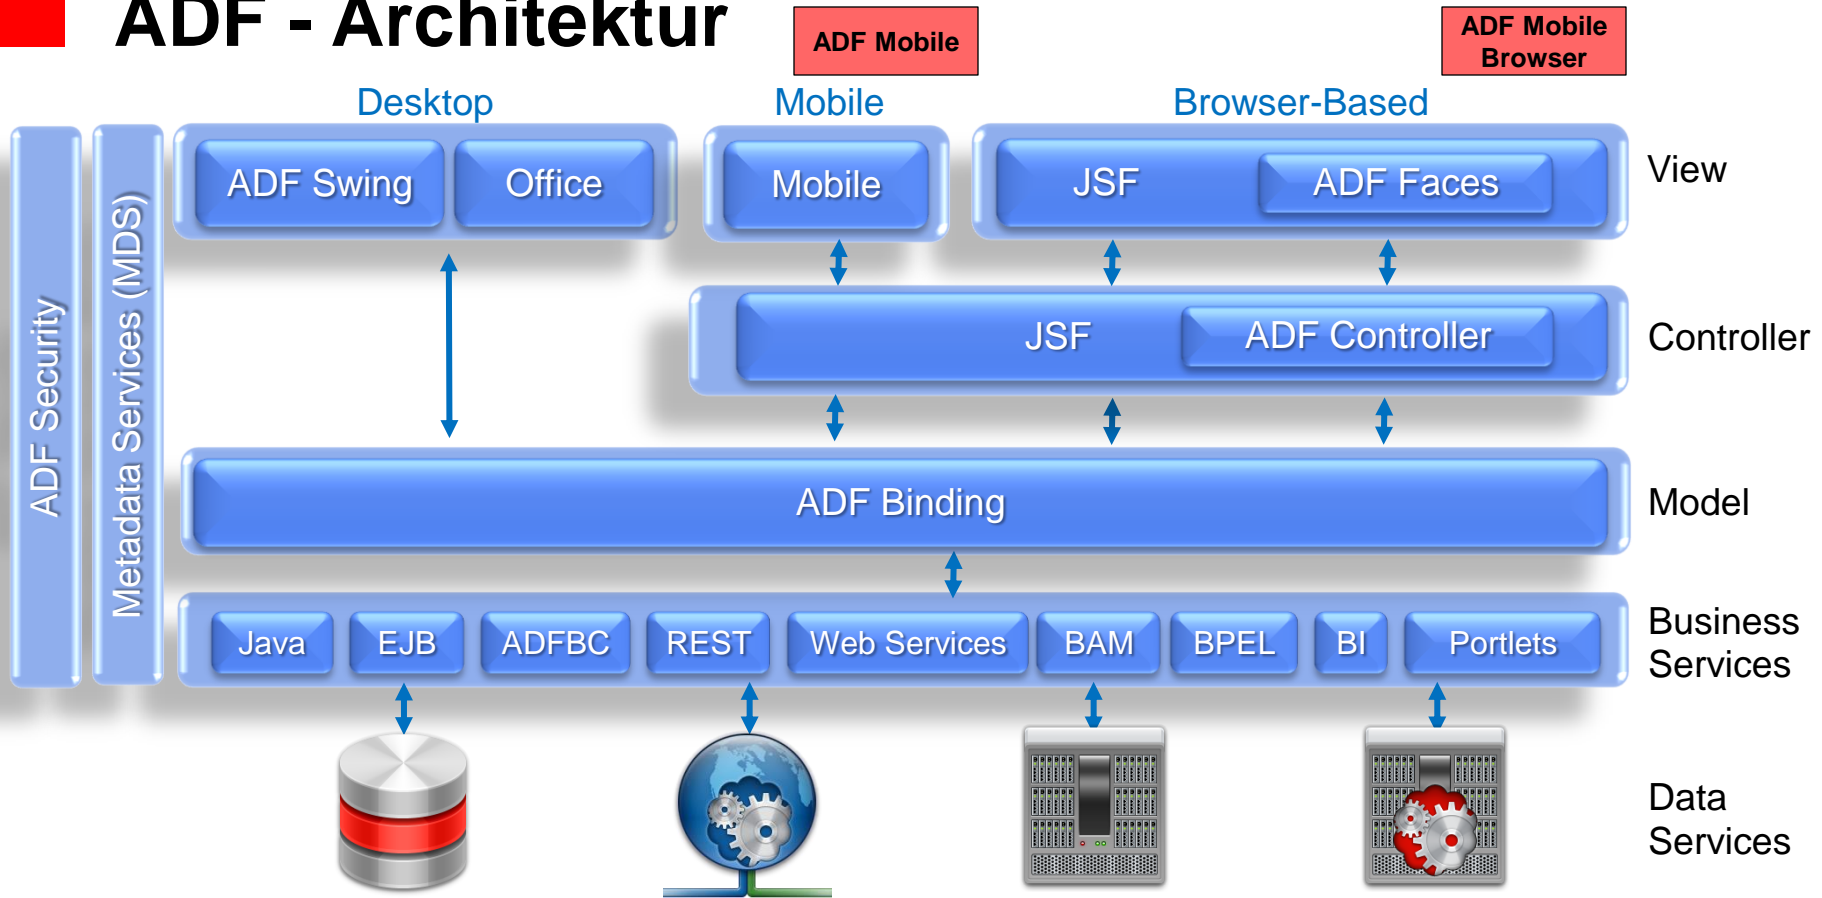 ADF - Architektur
ADF Mobile
ADF Mobile
Browser
Desktop
Mobile
Browser-Based
ADF Security
Metadata Services (MDS)
ADF Swing
Office
Mobile
JSF
ADF Faces
View
JSF
ADF Controller
Controller
ADF Binding
Model
Java
EJB
ADFBC
REST
Web Services
BAM
BPEL
BI
Portlets
Business
Services
Data
Services